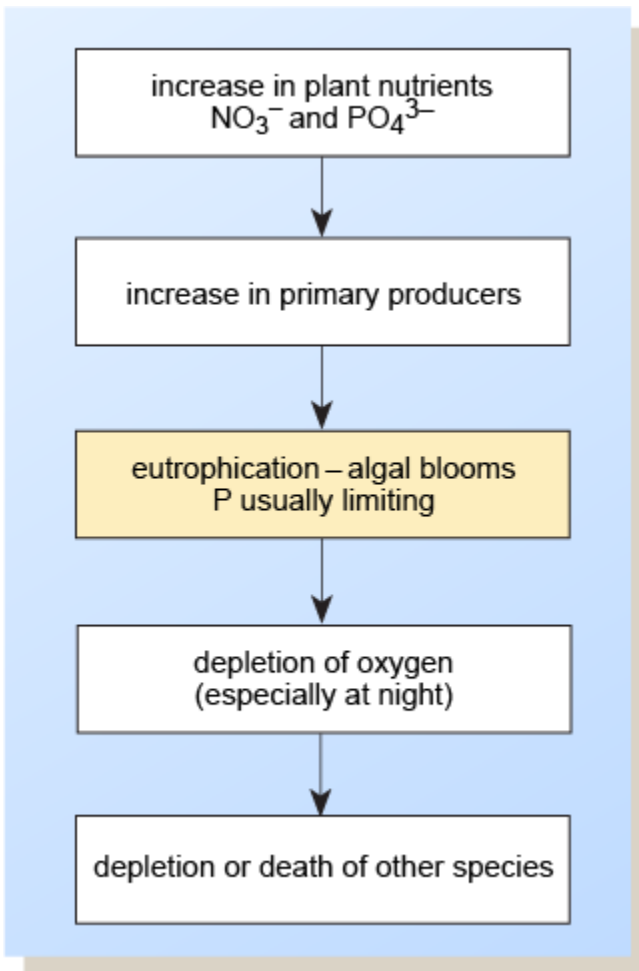 increase in plant nutrients
NO₃⁻ and PO₄³⁻
increase in primary producers
eutrophication – algal blooms
P usually limiting
depletion of oxygen
(especially at night)
depletion or death of other species